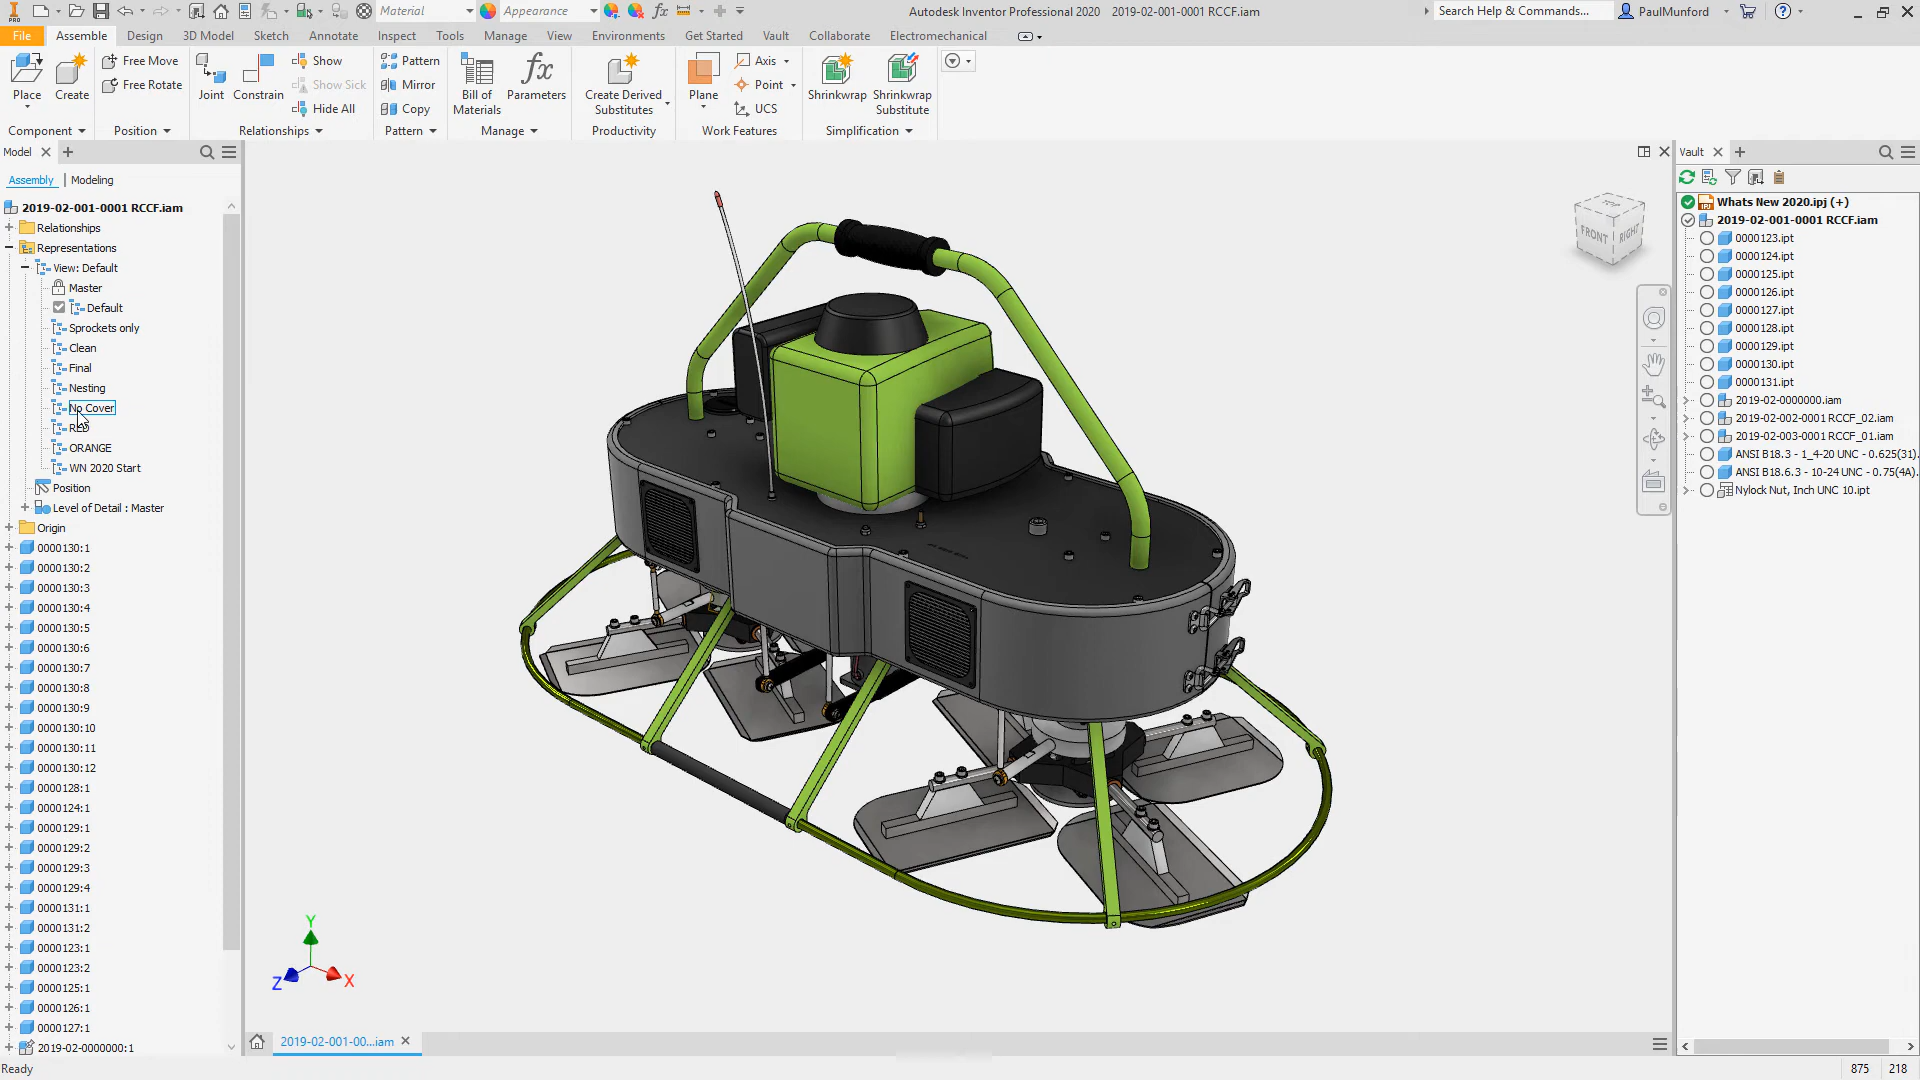 PRO
Material
Appearance
Autodesk Inventor Professional 2020 2019-02-001-0001 RCCF.iam
Search Help & Commands...
PaulMunford
File Assemble Design 3D Model Sketch Annotate Inspect Tools Manage View Environments Get Started Vault Collaborate Electromechanical
Place
Create
Free Move
Free Rotate
Joint
Constrain
Show
Show Sick
Hide All
Pattern
Mirror
Copy
Bill of
Materials
Parameters
Create Derived
Substitutes
Plane
Axis
Point
UCS
Shrinkwrap
Shrinkwrap
Substitute
Component
Position
Relationships
Pattern
Manage
Productivity
Work Features
Simplification
Model
Assembly
Modeling
2019-02-001-0001 RCCF.iam
Relationships
Representations
View: Default
Master
Default
Sprockets only
Clean
Final
Nesting
No Cover
RED
ORANGE
WN 2020 Start
Position
Level of Detail : Master
Origin
0000130:1
0000130:2
0000130:3
0000130:4
0000130:5
0000130:6
0000130:7
0000130:8
0000130:9
0000130:10
0000130:11
0000130:12
0000128:1
0000124:1
0000129:1
0000129:2
0000129:3
0000129:4
0000131:1
0000131:2
0000123:1
0000123:2
0000125:1
0000126:1
0000127:1
2019-02-0000000:1
TOP
FRONT
RIGHT
Y
Z
X
2019-02-001-00...iam
Vault
Whats New 2020.ipj (+)
2019-02-001-0001 RCCF.iam
0000123.ipt
0000124.ipt
0000125.ipt
0000126.ipt
0000127.ipt
0000128.ipt
0000129.ipt
0000130.ipt
0000131.ipt
2019-02-0000000.iam
2019-02-002-0001 RCCF_02.iam
2019-02-003-0001 RCCF_01.iam
ANSI B18.3 - 1_4-20 UNC - 0.625(31).
ANSI B18.6.3 - 10-24 UNC - 0.75(4A).
Nylock Nut, Inch UNC 10.ipt
Ready
875 218